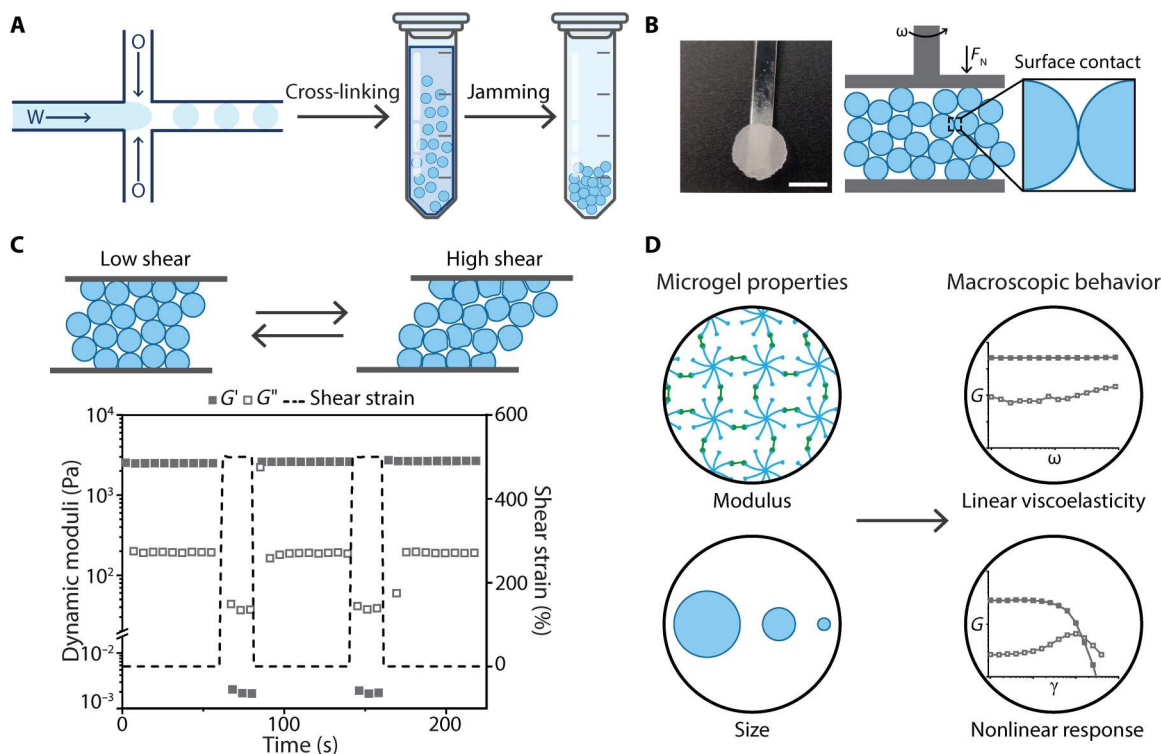 A
O
W
O
Cross-linking
Jamming
B
ω
F_N
Surface contact
C
Low shear
High shear
G' G" Shear strain
Dynamic moduli (Pa)
10^4
10^3
10^2
10^-2
10^-3
0 100 200
Time (s)
600
400
200
0
Shear strain (%)
D
Microgel properties
Macroscopic behavior
G
ω
Modulus
Linear viscoelasticity
G
γ
Size
Nonlinear response